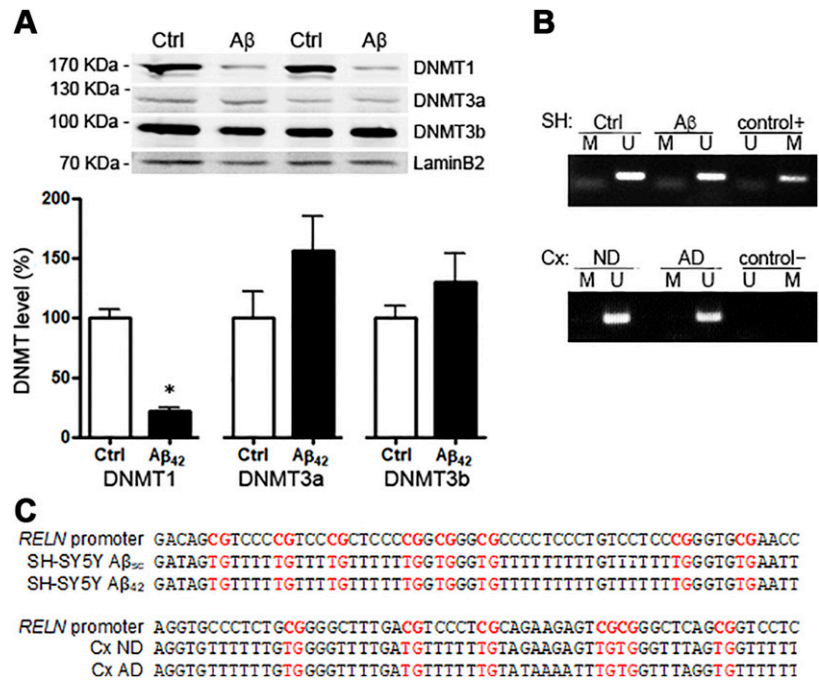 A
Ctrl Aβ Ctrl Aβ
170 KDa - DNMT1
130 KDa -
DNMT3a
100 KDa -
DNMT3b
70 KDa - LaminB2
DNMT level (%)
200
150
100
50
0
*
Ctrl Aβ42 Ctrl Aβ42 Ctrl Aβ42
DNMT1 DNMT3a DNMT3b
B
SH: Ctrl Aβ control+
M U M U U M
Cx: ND AD control–
M U M U U M
C
RELN promoter GACAGCGTCCCCGTCCCGCTCCCCGGCGGGCGCCCCTCCCTGTCCTCCCGGGTGCGAACC
SH-SY5Y Aβsc GATAGTGTTTTTGTTTTGTTTTTTGGTGGGTGTTTTTTTTTGTTTTTTTGGGTGTGAATT
SH-SY5Y Aβ42 GATAGTGTTTTTGTTTTGTTTTTTGGTGGGTGTTTTTTTTTGTTTTTTTGGGTGTGAATT
RELN promoter AGGTGCCCTCTGCGGGGCTTTGACGTCCCTCGCAGAAGAGTCGCGGGCTCAGCGGTCCTC
Cx ND AGGTGTTTTTTGTGGGGTTTTGATGTTTTTTGTAGAAGAGTTGTGGGTTTAGTGGTTTTT
Cx AD AGGTGTTTTTTGTGGGGTTTTGATGTTTTTTGTATAAAATTTGTGGTTTAGGTGTTTTTT